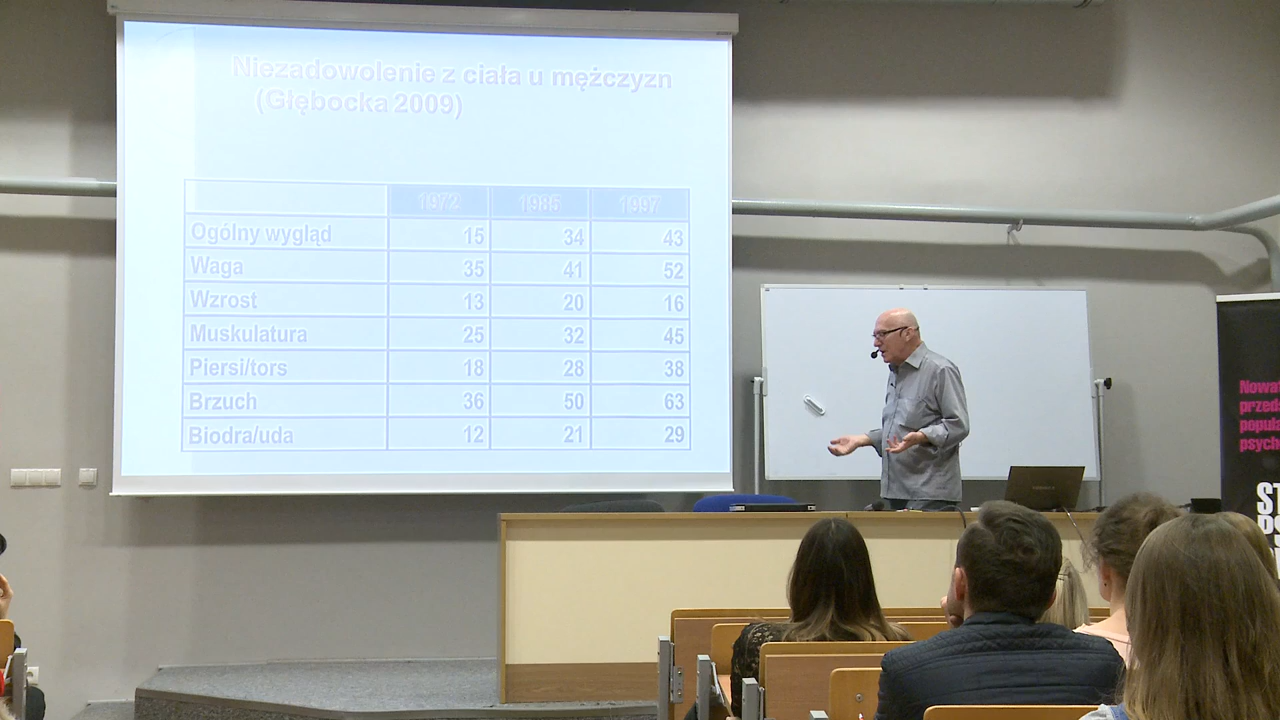 Niezadowolenie z ciała u mężczyzn
(Głębocka 2009)
1972 1985 1997
Ogólny wygląd 15 34 43
Waga 35 41 52
Wzrost 13 20 16
Muskulatura 25 32 45
Piersi/tors 18 28 38
Brzuch 36 50 63
Biodra/uda 12 21 29